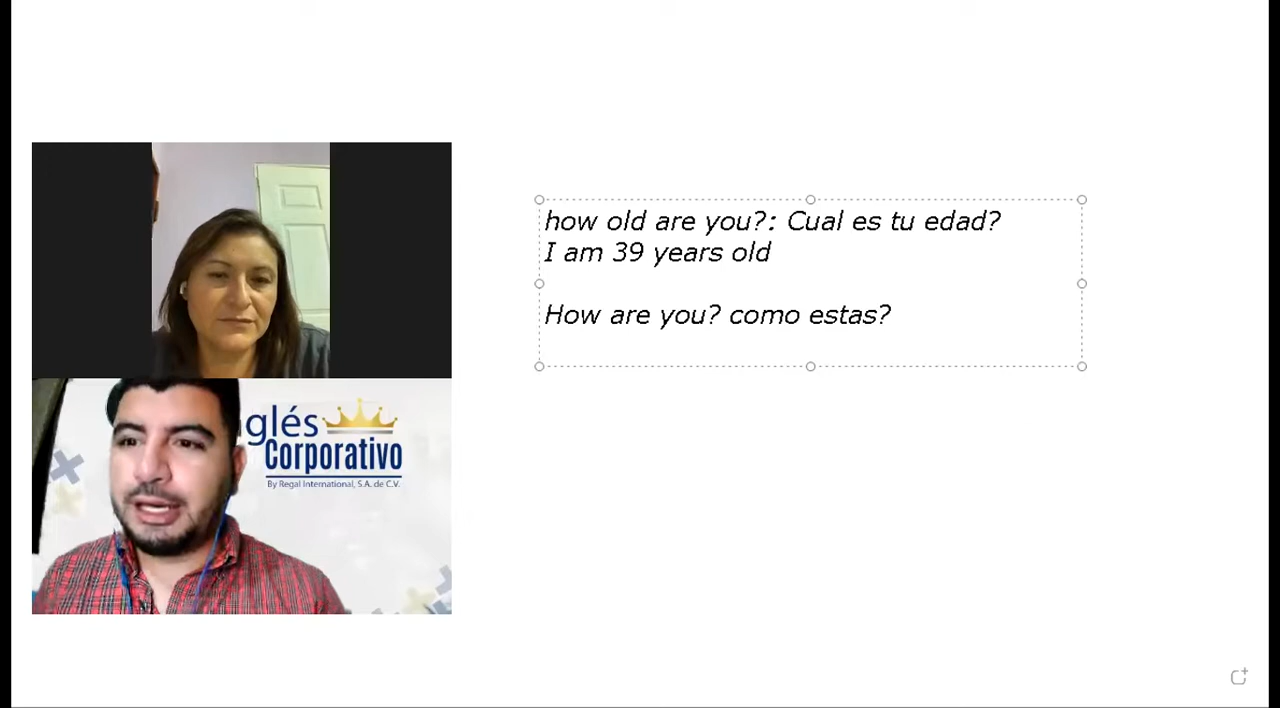 how old are you?: Cual es tu edad?
I am 39 years old
How are you? como estas?
glés
Corporativo
By Regal International, S.A. de C.V.